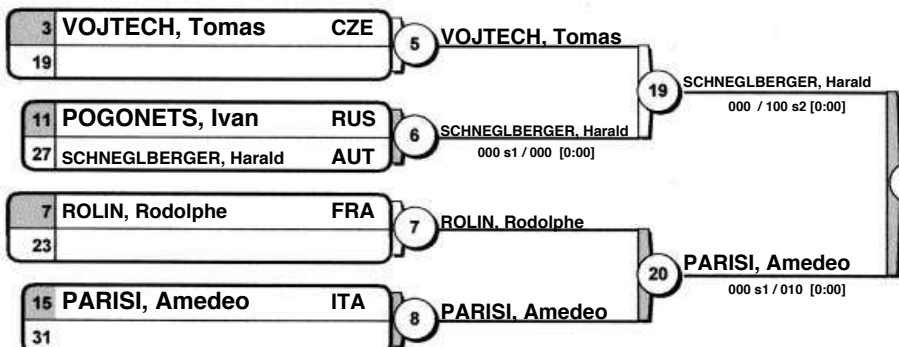 3 VOJTECH, Tomas CZE
19
5 VOJTECH, Tomas
11 POGONETS, Ivan RUS
27 SCHNEGLBERGER, Harald AUT
6 SCHNEGLBERGER, Harald
000 s1 / 000 [0:00]
19 SCHNEGLBERGER, Harald
000 / 100 s2 [0:00]
7 ROLIN, Rodolphe FRA
23
7 ROLIN, Rodolphe
15 PARISI, Amedeo ITA
31
8 PARISI, Amedeo
20 PARISI, Amedeo
000 s1 / 010 [0:00]